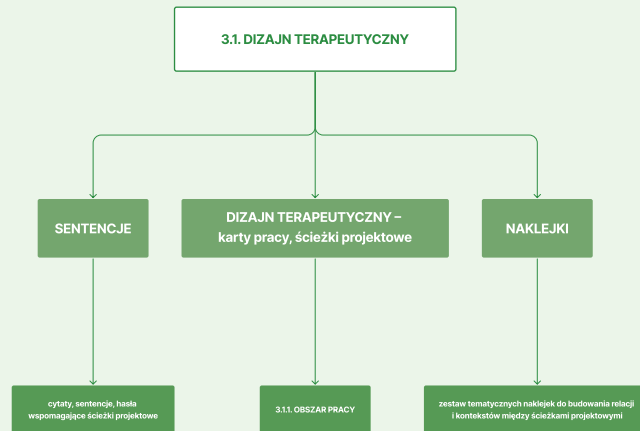 3.1. DIZAJN TERAPEUTYCZNY
SENTENCJE
DIZAJN TERAPEUTYCZNY –
karty pracy, ścieżki projektowe
NAKLEJKI
cytaty, sentencje, hasła
wspomagające ścieżki projektowe
3.1.1. OBSZAR PRACY
zestaw tematycznych naklejek do budowania relacji
i kontekstów między ścieżkami projektowymi